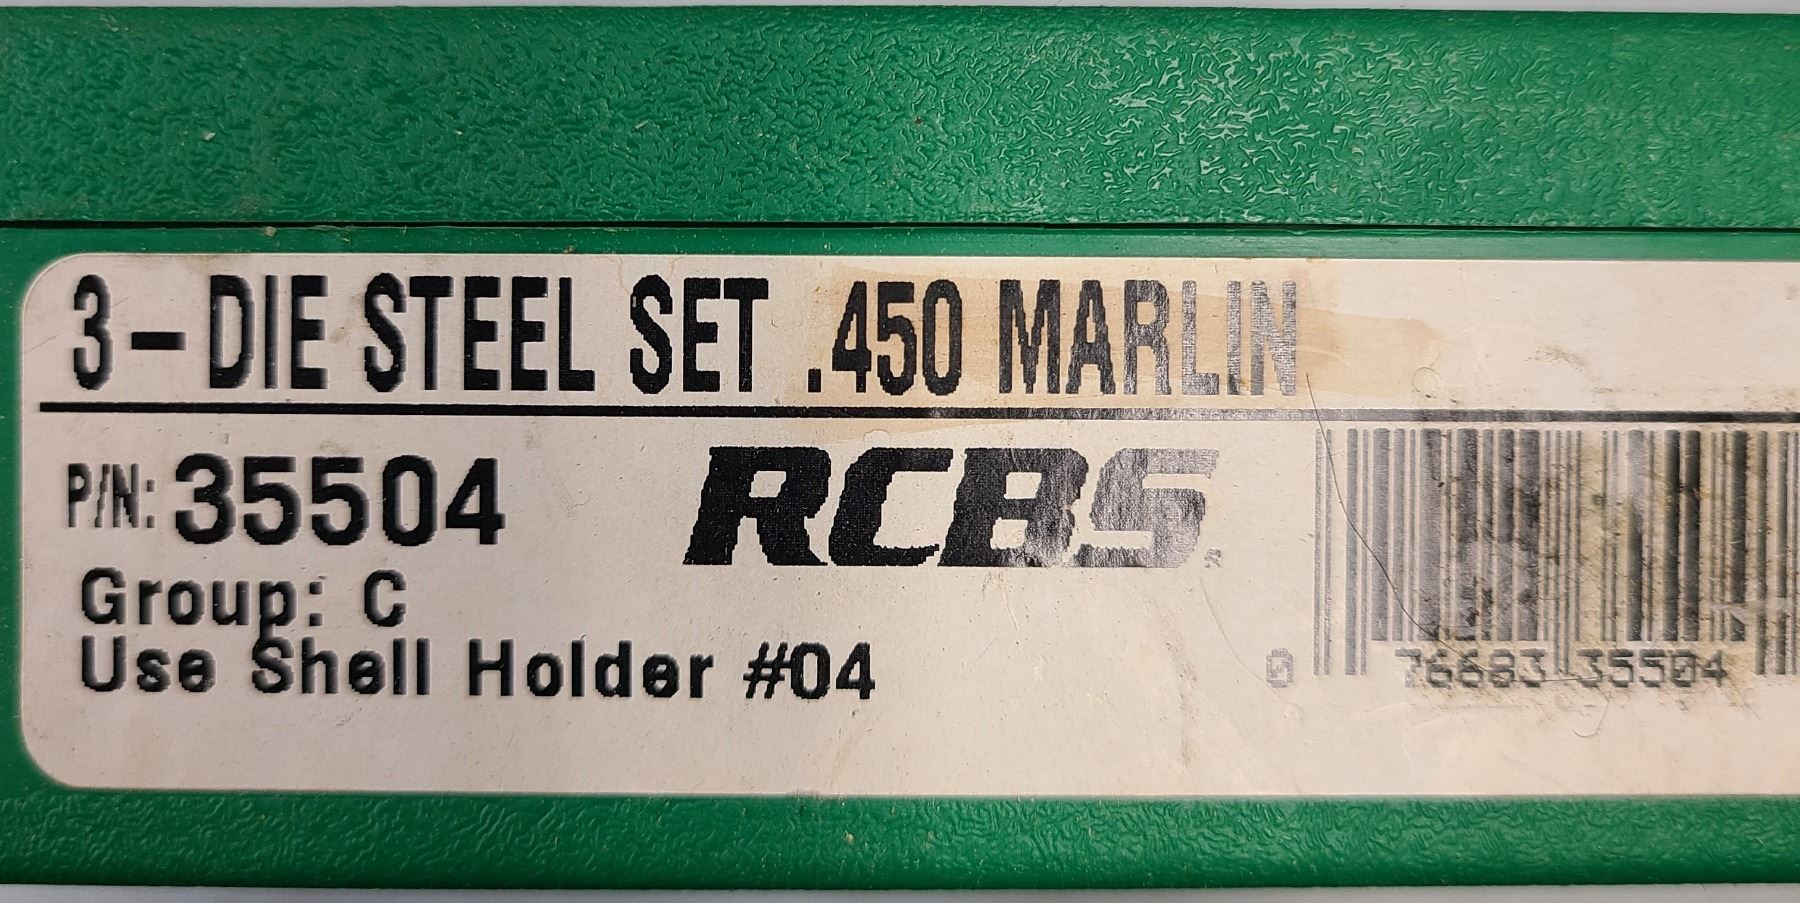 3-DIE STEEL SET .450 MARLIN
P/N: 35504
RCBS
Group: C
Use Shell Holder #04
0 76683 35504